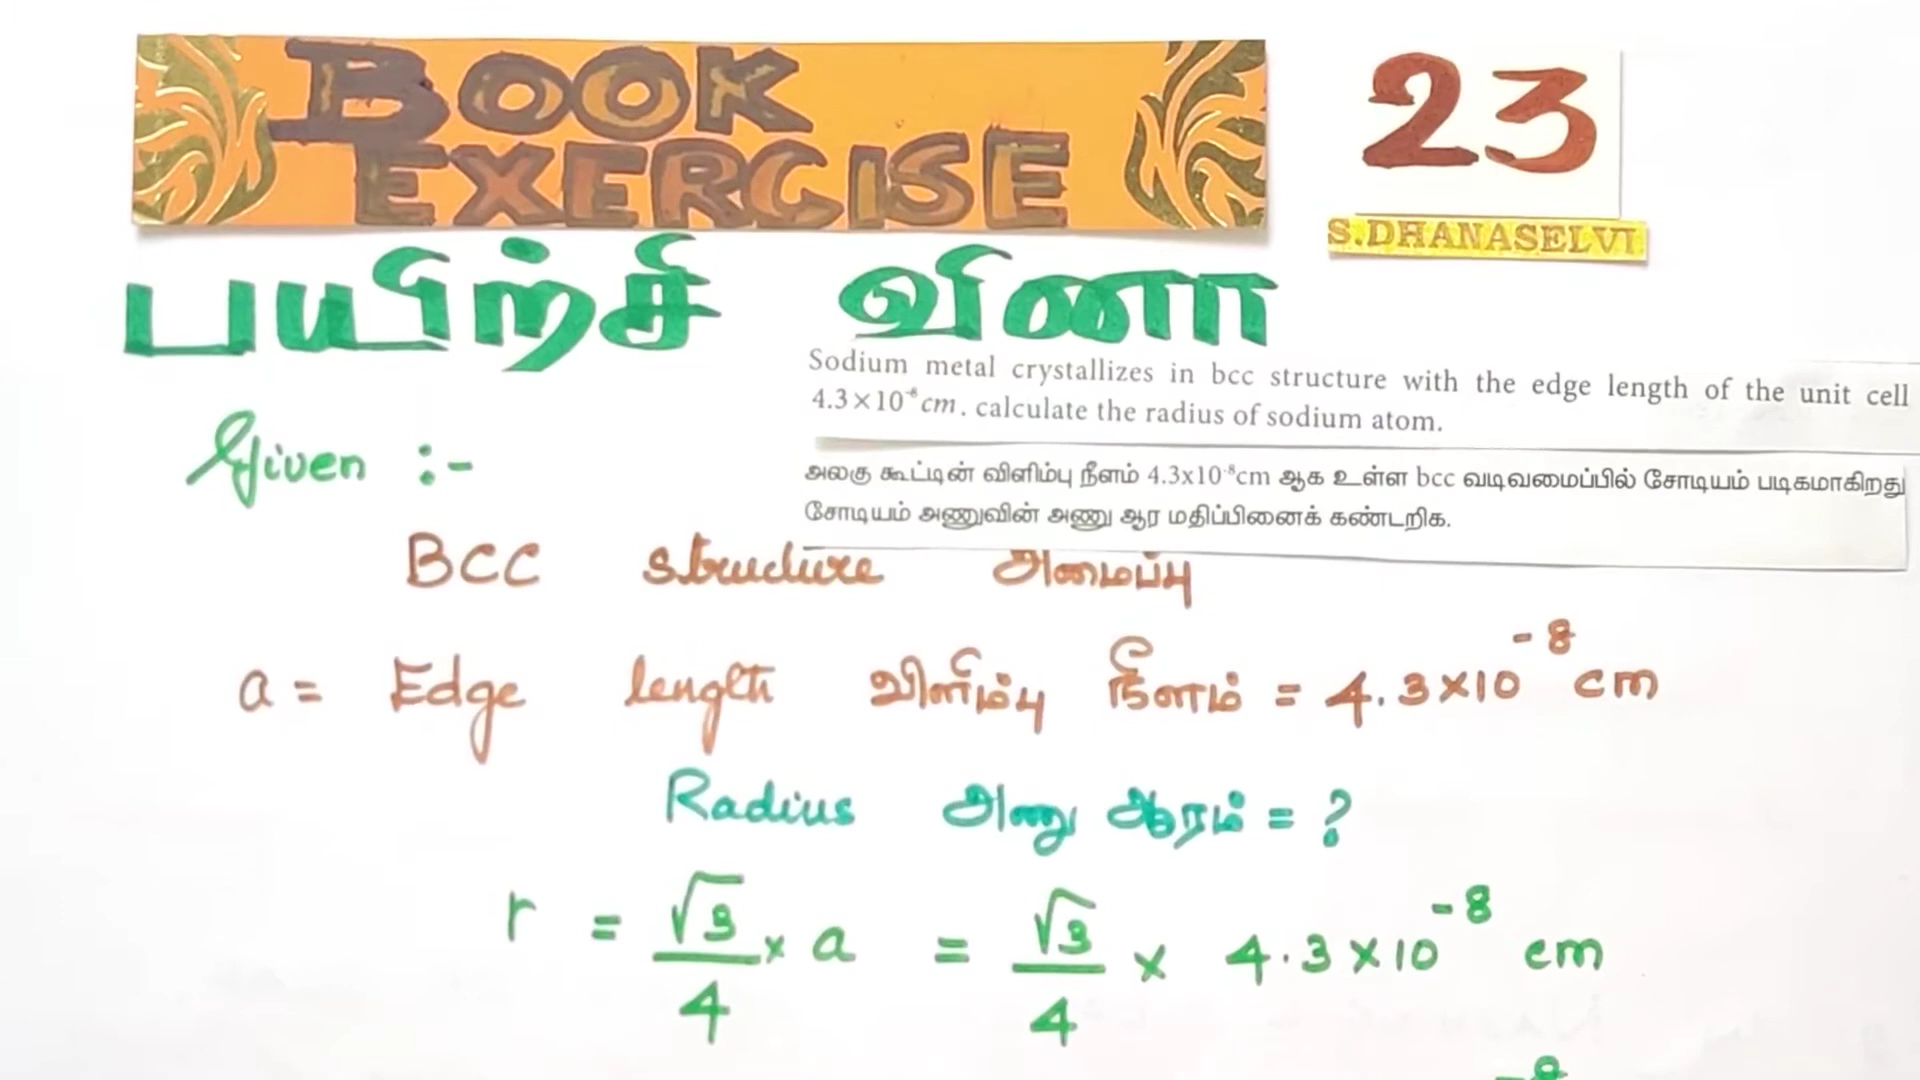 BOOK
EXERCISE
23
S.DHANASELVI
பயிற்சி வினா
Sodium metal crystallizes in bcc structure with the edge length of the unit cell
4.3×10⁻⁸cm. calculate the radius of sodium atom.
Given :-
அலகு கூட்டின் விளிம்பு நீளம் 4.3x10⁻⁸cm ஆக உள்ள bcc வடிவமைப்பில் சோடியம் படிகமாகிறது
சோடியம் அணுவின் அணு ஆர மதிப்பினைக் கண்டறிக.
BCC structure அமைப்பு
a = Edge length விளிம்பு நீளம் = 4.3×10⁻⁸ cm
Radius அணு ஆரம் = ?
r = √3/4 × a = √3/4 × 4.3×10⁻⁸ cm